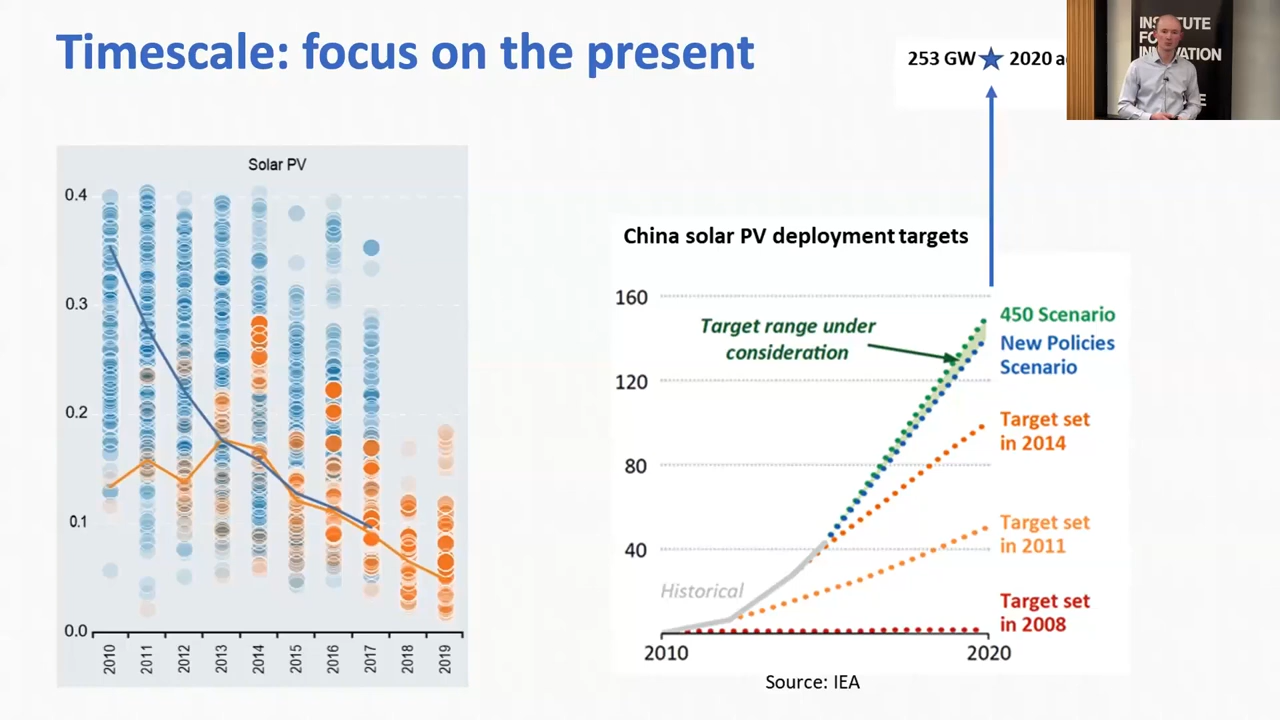 Timescale: focus on the present
253 GW
2020
INSTITUTE
INNOVATION
Solar PV
0.4
0.3
0.2
0.1
0.0
2010
2011
2012
2013
2014
2015
2016
2017
2018
2019
China solar PV deployment targets
160
120
80
40
Target range under
consideration
450 Scenario
New Policies
Scenario
Target set
in 2014
Target set
in 2011
Target set
in 2008
Historical
2010
2020
Source: IEA